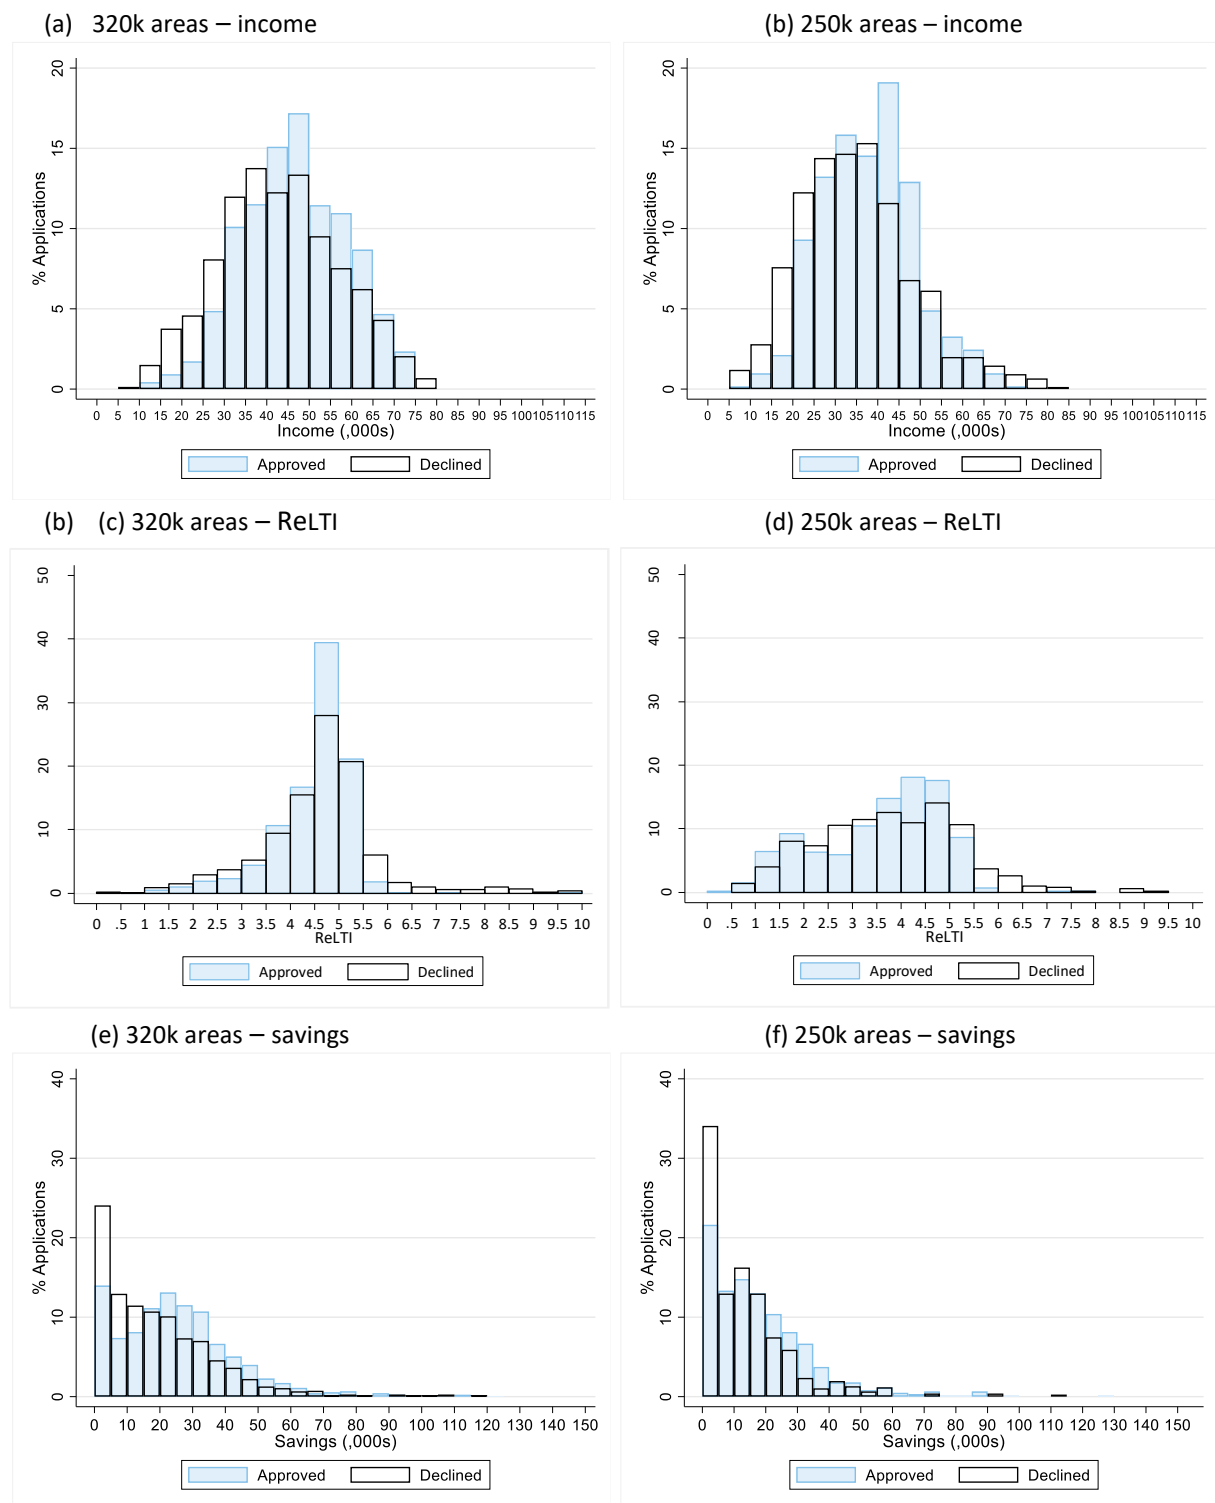 (a) 320k areas – income
(b) 250k areas – income
20
15
10
5
0
% Applications
0 5 10 15 20 25 30 35 40 45 50 55 60 65 70 75 80 85 90 95 100 105 110 115
Income (,000s)
Approved Declined
20
15
10
5
0
% Applications
0 5 10 15 20 25 30 35 40 45 50 55 60 65 70 75 80 85 90 95 100 105 110 115
Income (,000s)
Approved Declined
(b) (c) 320k areas – ReLTI
(d) 250k areas – ReLTI
50
40
30
20
10
0
0 .5 1 1.5 2 2.5 3 3.5 4 4.5 5 5.5 6 6.5 7 7.5 8 8.5 9 9.5 10
ReLTI
Approved Declined
50
40
30
20
10
0
0 .5 1 1.5 2 2.5 3 3.5 4 4.5 5 5.5 6 6.5 7 7.5 8 8.5 9 9.5 10
ReLTI
Approved Declined
(e) 320k areas – savings
(f) 250k areas – savings
40
30
20
10
0
% Applications
0 10 20 30 40 50 60 70 80 90 100 110 120 130 140 150
Savings (,000s)
Approved Declined
40
30
20
10
0
% Applications
0 10 20 30 40 50 60 70 80 90 100 110 120 130 140 150
Savings (,000s)
Approved Declined